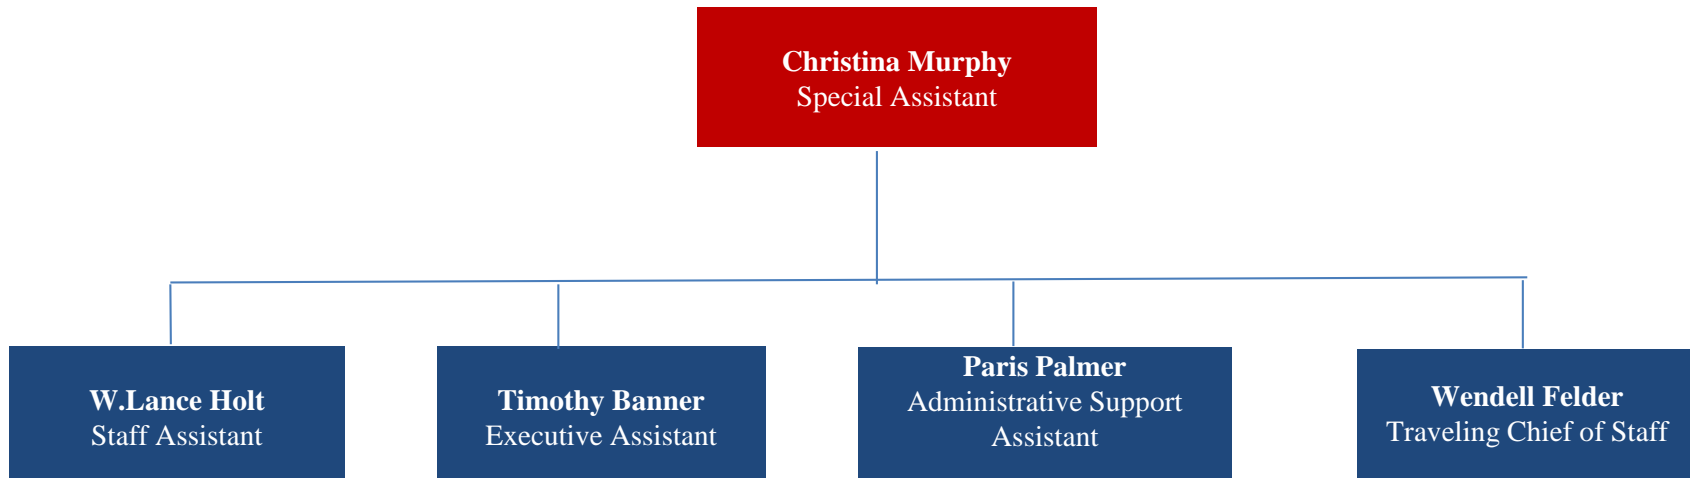 Christina Murphy
Special Assistant
W.Lance Holt
Staff Assistant
Timothy Banner
Executive Assistant
Paris Palmer
Administrative Support
Assistant
Wendell Felder
Traveling Chief of Staff